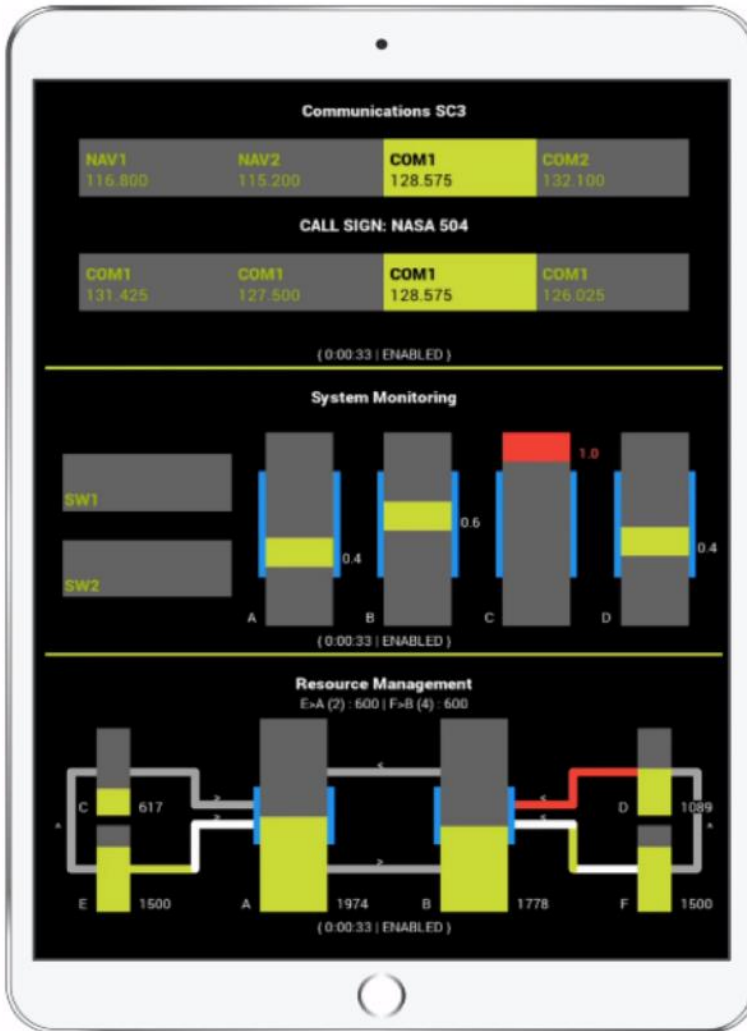 Communications SC3
NAV1 NAV2 COM1 COM2
116.800 115.200 128.575 132.100
CALL SIGN: NASA 504
COM1 COM1 COM1 COM1
131.425 127.500 128.575 126.025
( 0:00:33 | ENABLED )
System Monitoring
1.0
SW1
0.6
0.4 0.4
SW2
A B C D
( 0:00:33 | ENABLED )
Resource Management
E>A (2) : 600 | F>B (4) : 600
<
> <
C 617 D 1089
> <
^ ^
>
E 1500 A 1974 B 1778 F 1500
( 0:00:33 | ENABLED )